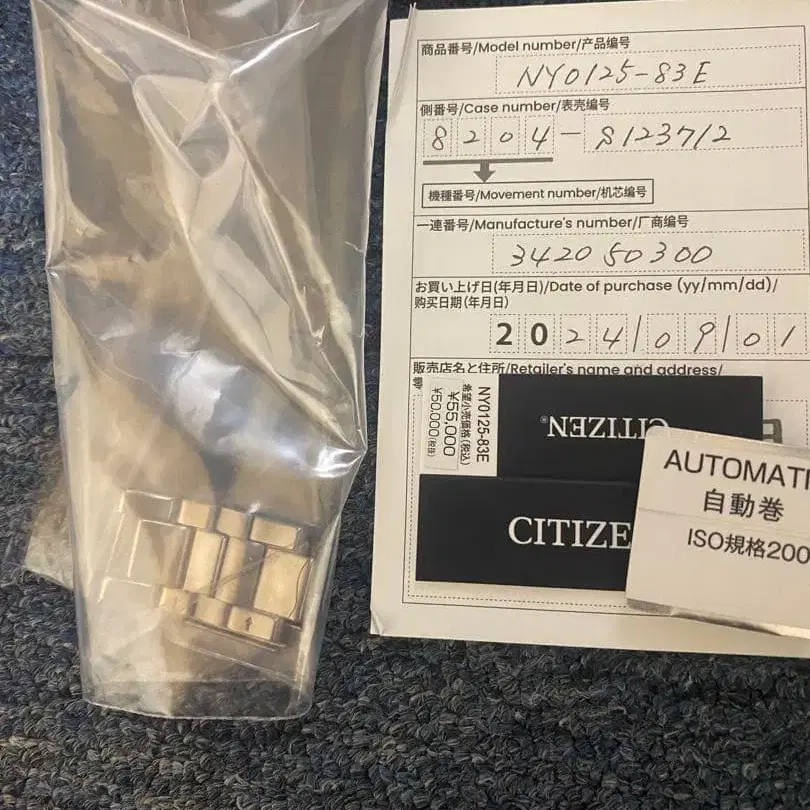 商品番号/Model number/产品编号
NY0125-83E
側番号/Case number/表壳编号
8204-S123712
機種番号/Movement number/机芯编号
一連番号/Manufacture's number/厂商编号
342050300
お買い上げ日(年月日)/Date of purchase (yy/mm/dd)/
购买日期(年月日)
2024/09/01
販売店名と住所/Retailer's name and address/
NY0125-83E
希望小売価格(税込)
¥55,000
¥50,000(税抜)
CITIZEN®
CITIZE
AUTOMATI
自動巻
ISO規格200